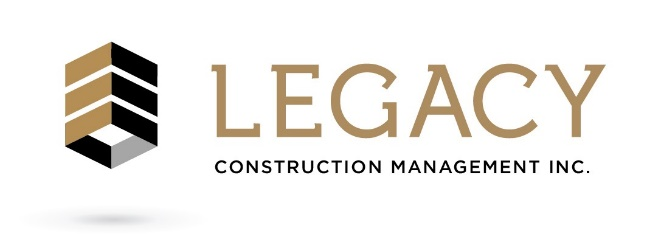 LEGACY
CONSTRUCTION MANAGEMENT INC.